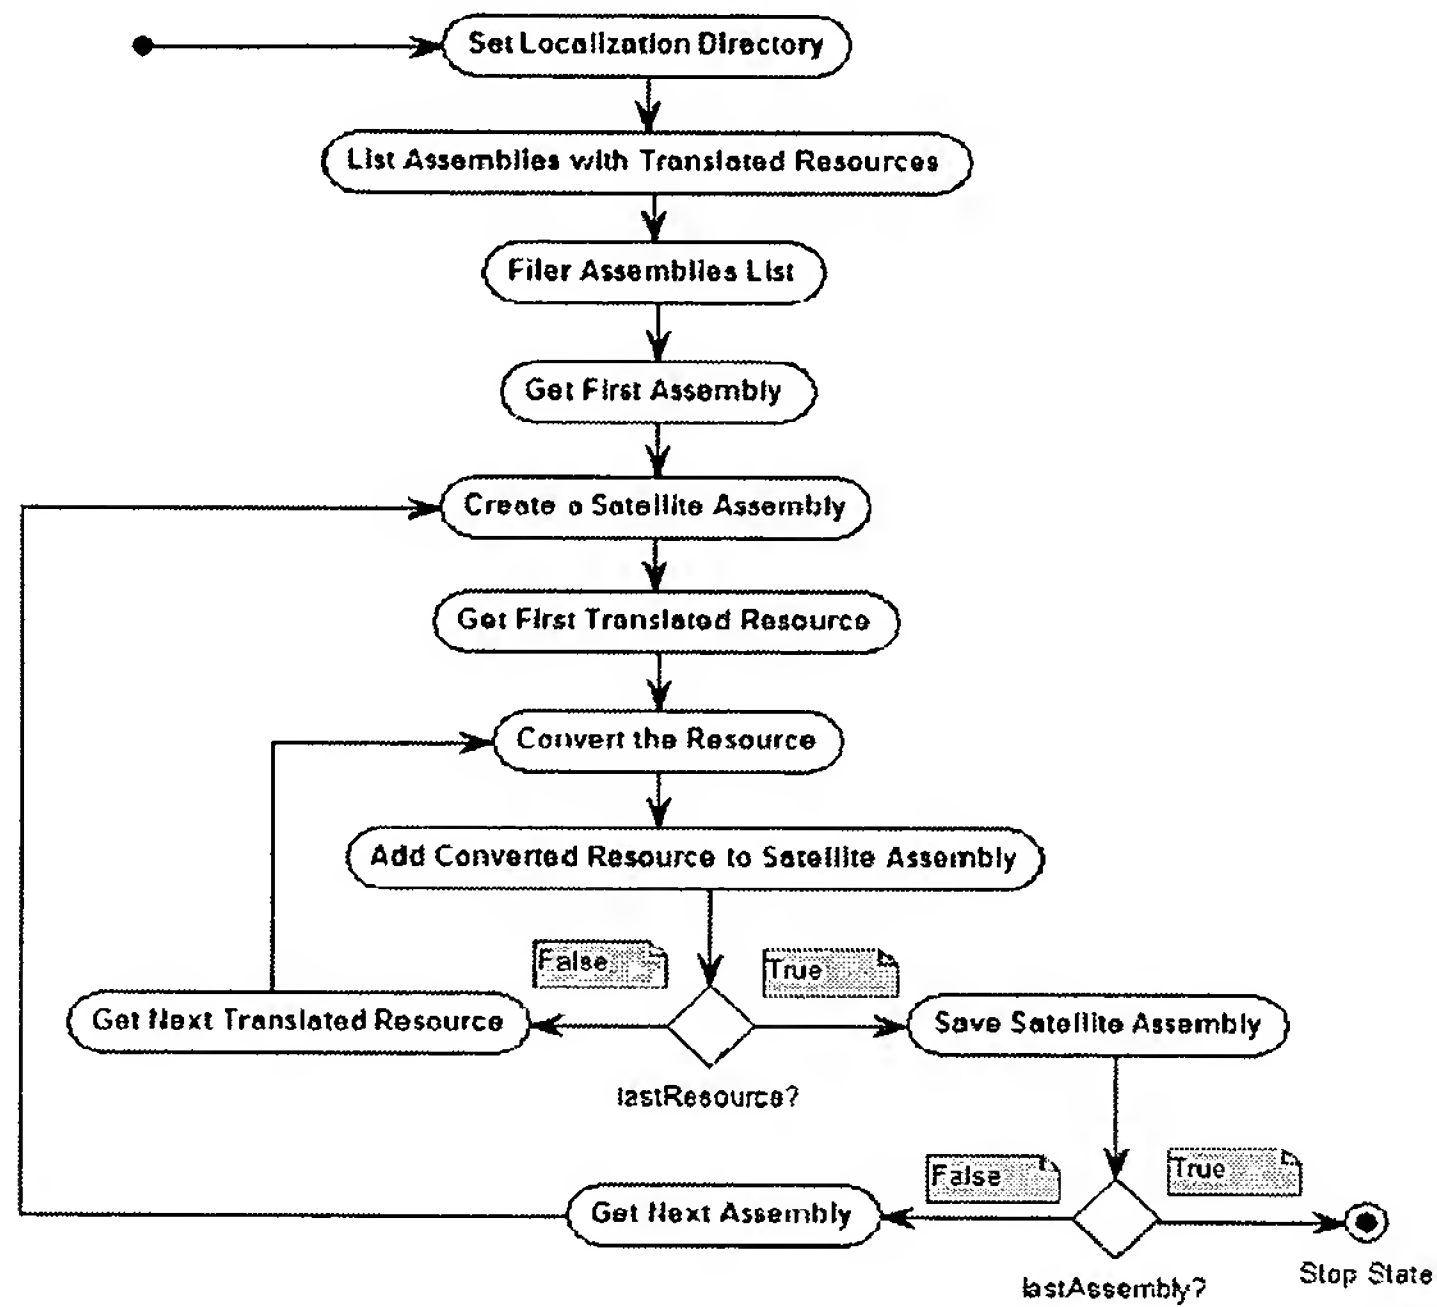 Set Localization Directory
List Assemblies with Translated Resources
Filer Assemblies List
Get First Assembly
Create a Satellite Assembly
Get First Translated Resource
Convert the Resource
Add Converted Resource to Satellite Assembly
False
True
Get Next Translated Resource
Save Satellite Assembly
lastResource?
False
True
Get Next Assembly
lastAssembly?
Stop State